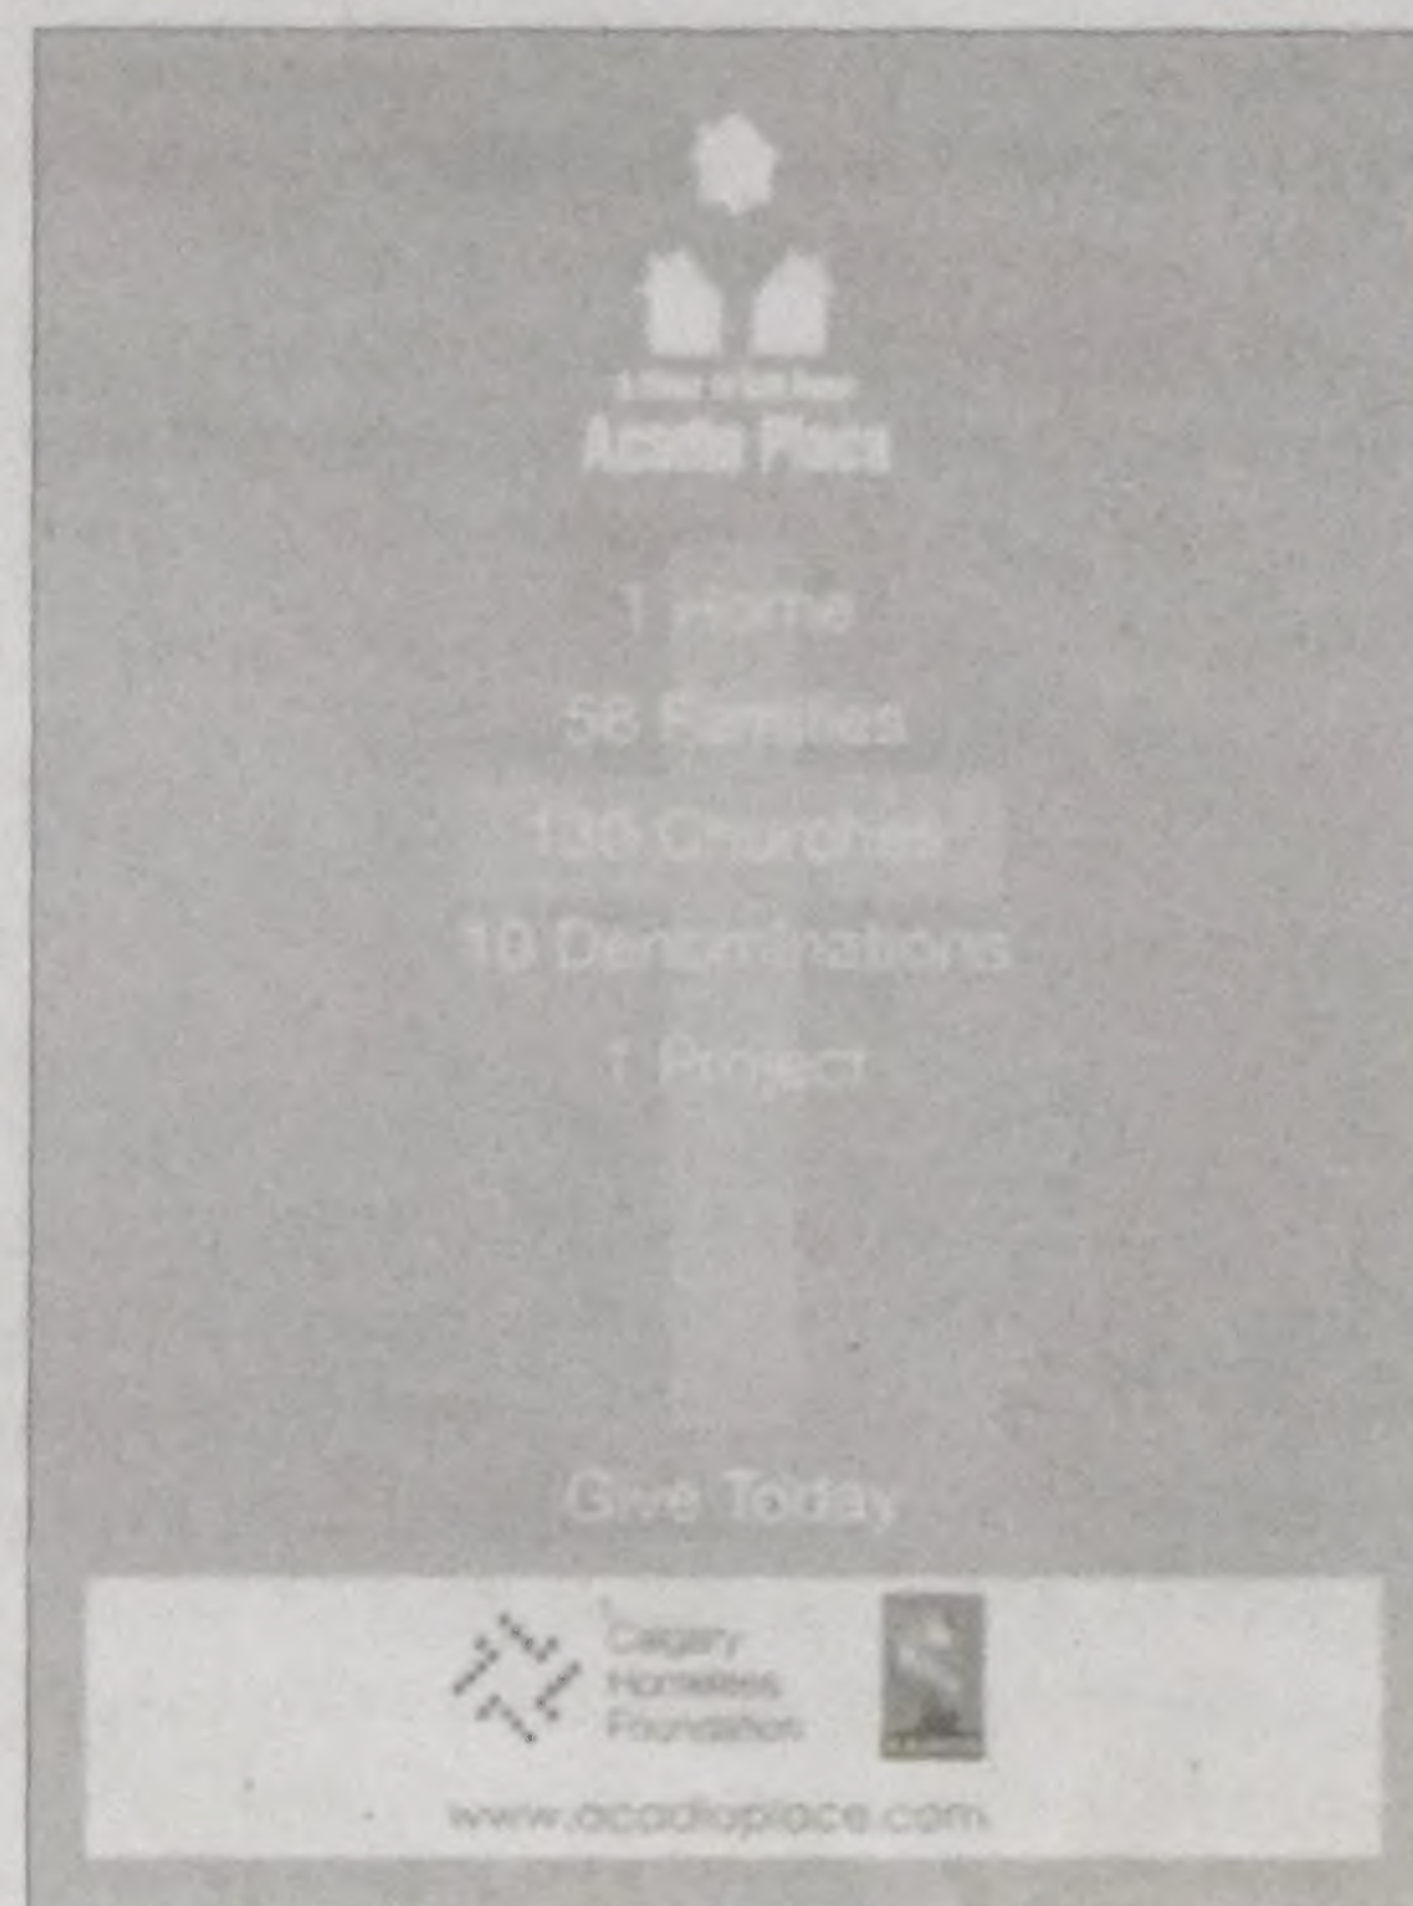 Acadia Place
1 Home
58 Families
130 Churches
10 Denominations
1 Project
Give Today
Calgary
Homeless
Foundation
www.acadiaplace.com